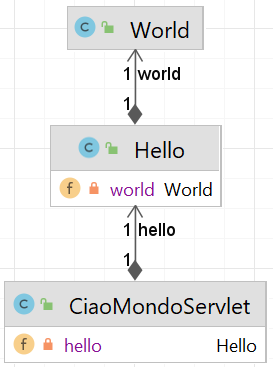 C World
1 world
1
C Hello
f world World
1 hello
1
C CiaoMondoServlet
f hello Hello